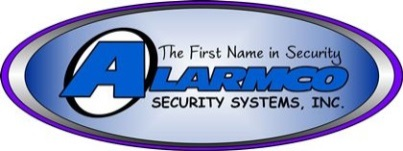 The First Name in Security
ALARMCO
SECURITY SYSTEMS, INC.